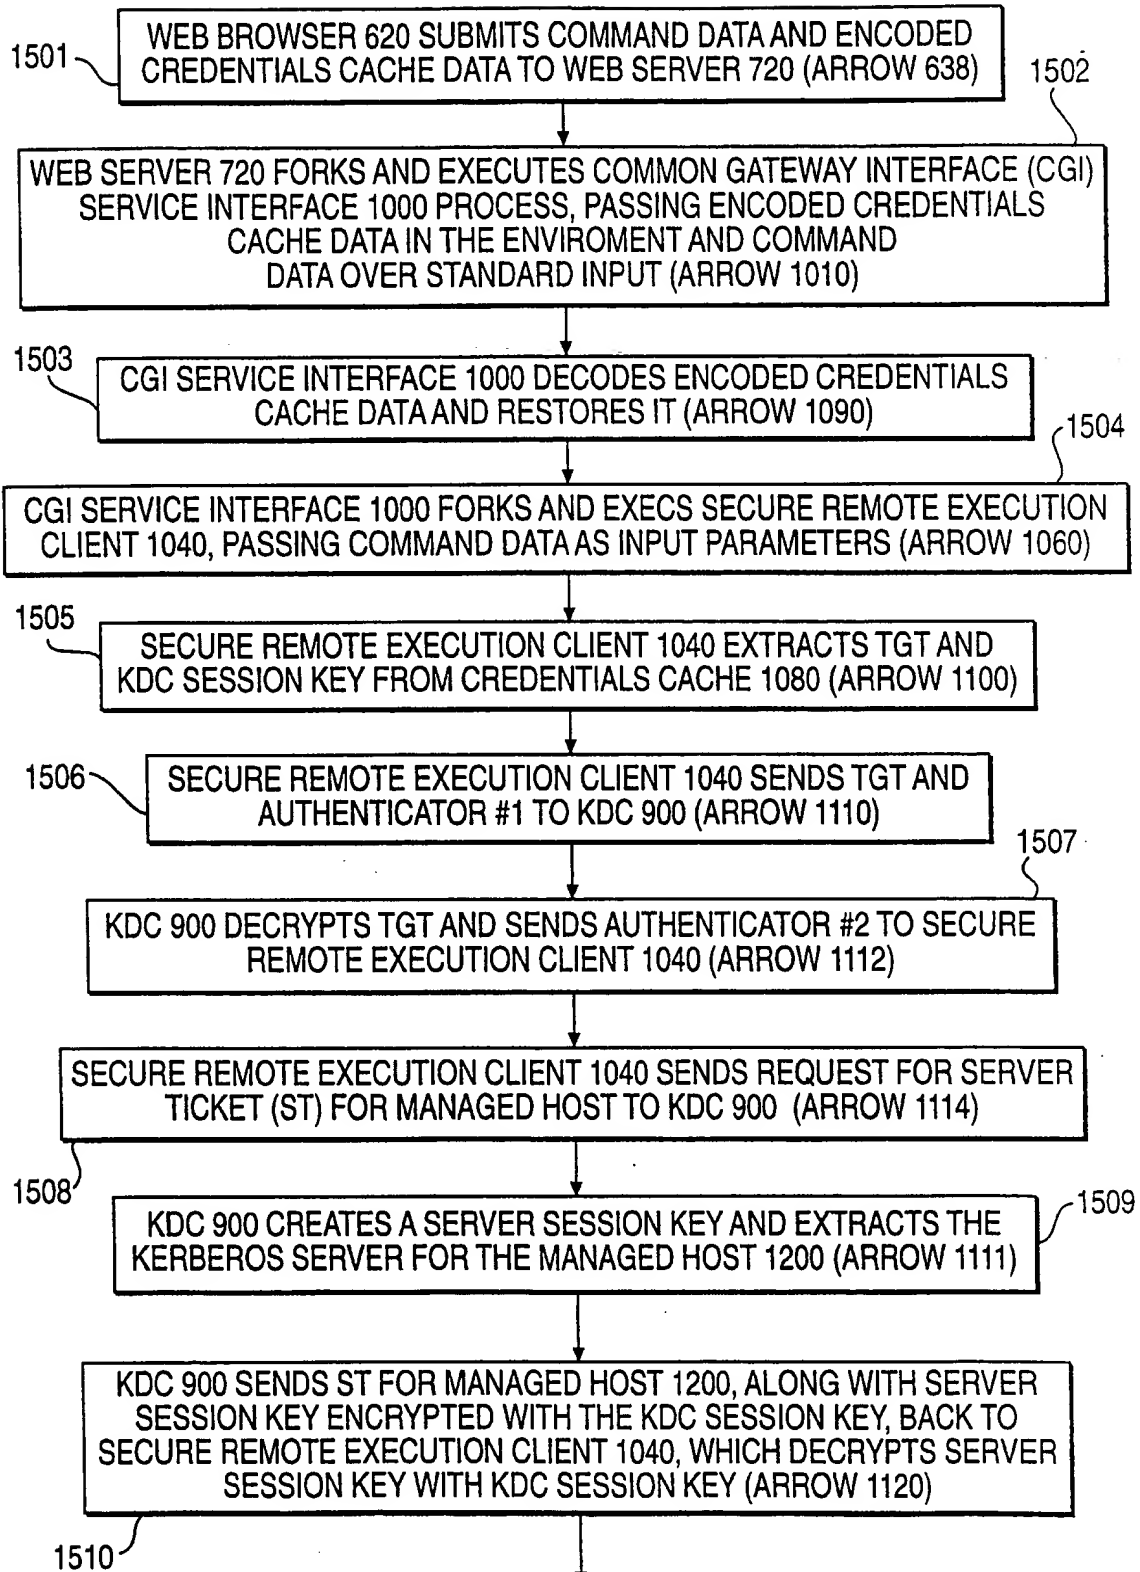 1501
WEB BROWSER 620 SUBMITS COMMAND DATA AND ENCODED
CREDENTIALS CACHE DATA TO WEB SERVER 720 (ARROW 638)
1502
WEB SERVER 720 FORKS AND EXECUTES COMMON GATEWAY INTERFACE (CGI)
SERVICE INTERFACE 1000 PROCESS, PASSING ENCODED CREDENTIALS
CACHE DATA IN THE ENVIROMENT AND COMMAND
DATA OVER STANDARD INPUT (ARROW 1010)
1503
CGI SERVICE INTERFACE 1000 DECODES ENCODED CREDENTIALS
CACHE DATA AND RESTORES IT (ARROW 1090)
1504
CGI SERVICE INTERFACE 1000 FORKS AND EXECS SECURE REMOTE EXECUTION
CLIENT 1040, PASSING COMMAND DATA AS INPUT PARAMETERS (ARROW 1060)
1505
SECURE REMOTE EXECUTION CLIENT 1040 EXTRACTS TGT AND
KDC SESSION KEY FROM CREDENTIALS CACHE 1080 (ARROW 1100)
1506
SECURE REMOTE EXECUTION CLIENT 1040 SENDS TGT AND
AUTHENTICATOR #1 TO KDC 900 (ARROW 1110)
1507
KDC 900 DECRYPTS TGT AND SENDS AUTHENTICATOR #2 TO SECURE
REMOTE EXECUTION CLIENT 1040 (ARROW 1112)
SECURE REMOTE EXECUTION CLIENT 1040 SENDS REQUEST FOR SERVER
TICKET (ST) FOR MANAGED HOST TO KDC 900 (ARROW 1114)
1508
1509
KDC 900 CREATES A SERVER SESSION KEY AND EXTRACTS THE
KERBEROS SERVER FOR THE MANAGED HOST 1200 (ARROW 1111)
KDC 900 SENDS ST FOR MANAGED HOST 1200, ALONG WITH SERVER
SESSION KEY ENCRYPTED WITH THE KDC SESSION KEY, BACK TO
SECURE REMOTE EXECUTION CLIENT 1040, WHICH DECRYPTS SERVER
SESSION KEY WITH KDC SESSION KEY (ARROW 1120)
1510